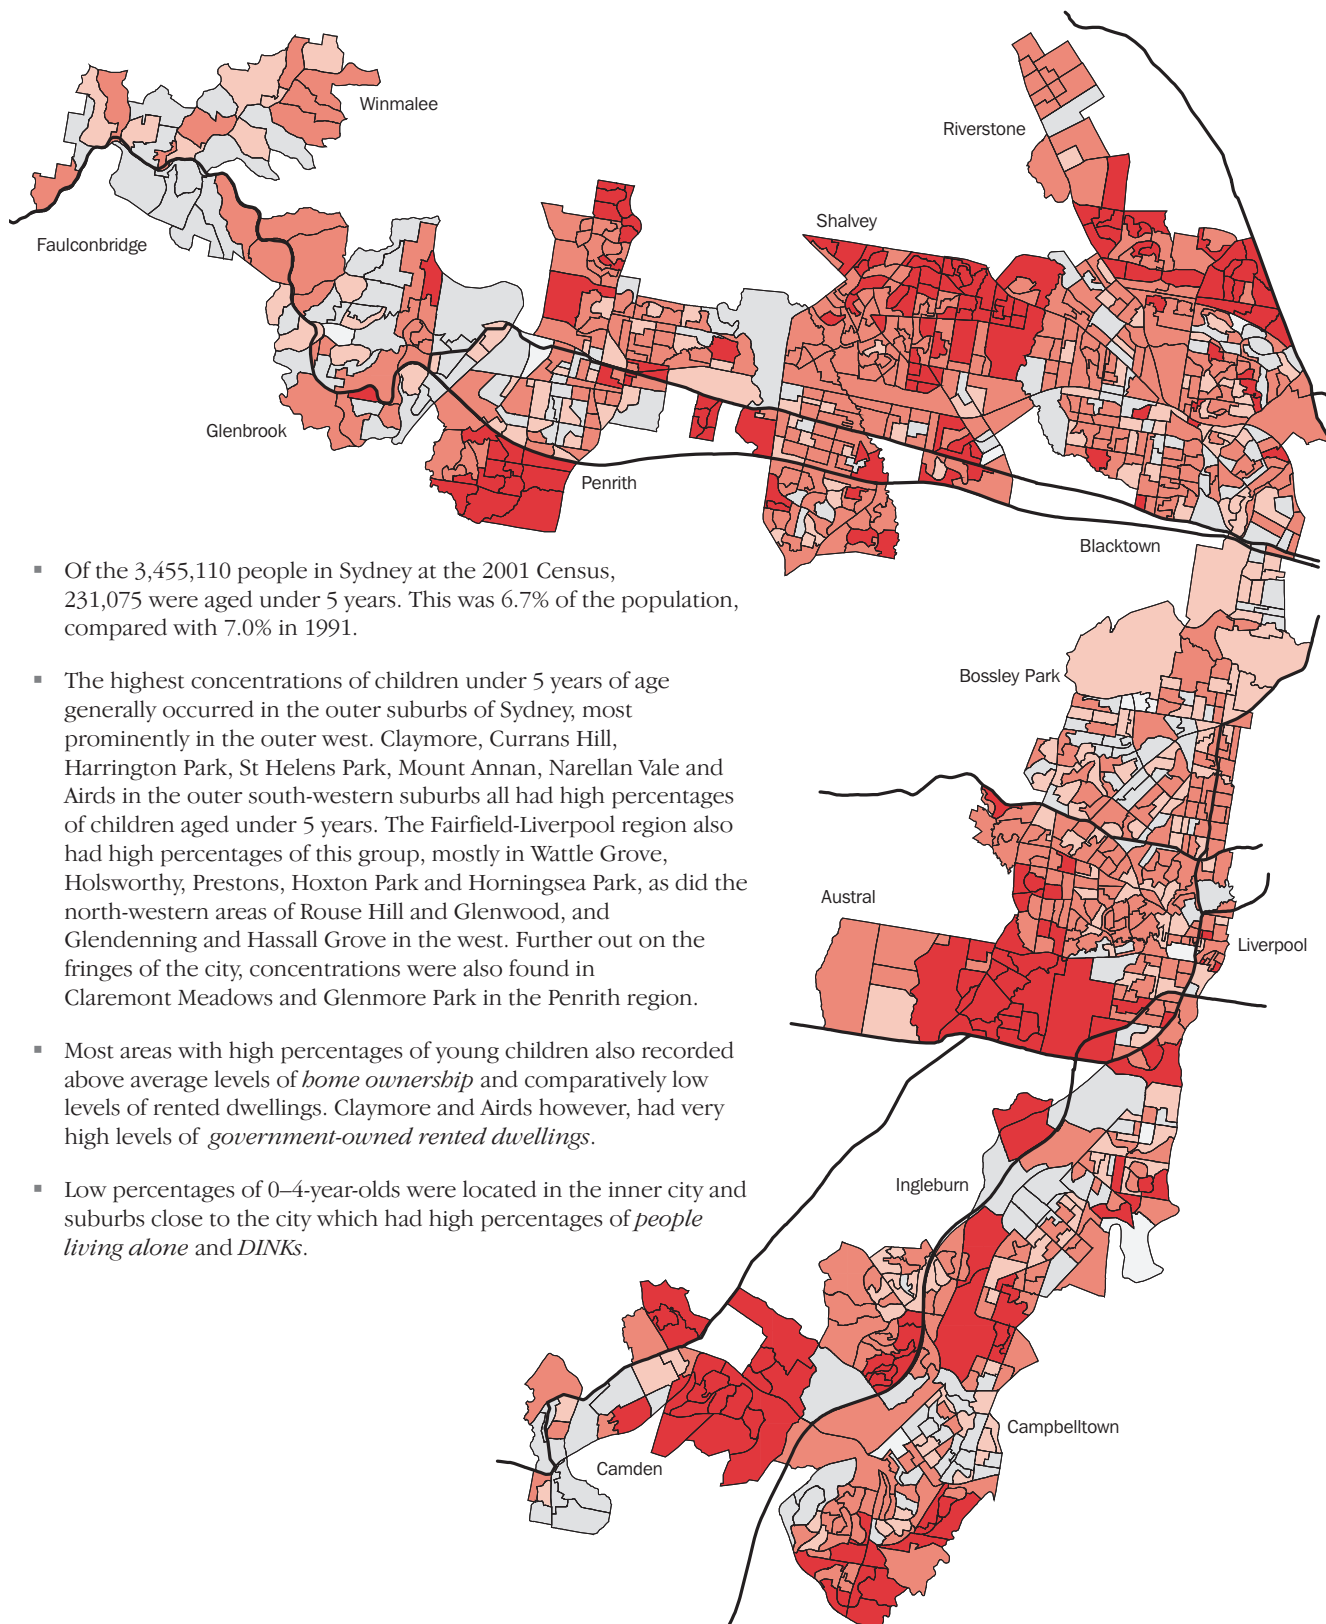 Winmalee
Riverstone
Shalvey
Faulconbridge
Glenbrook
Penrith
Blacktown
▪ Of the 3,455,110 people in Sydney at the 2001 Census,
231,075 were aged under 5 years. This was 6.7% of the population,
compared with 7.0% in 1991.
▪ The highest concentrations of children under 5 years of age
generally occurred in the outer suburbs of Sydney, most
prominently in the outer west. Claymore, Currans Hill,
Harrington Park, St Helens Park, Mount Annan, Narellan Vale and
Airds in the outer south-western suburbs all had high percentages
of children aged under 5 years. The Fairfield-Liverpool region also
had high percentages of this group, mostly in Wattle Grove,
Holsworthy, Prestons, Hoxton Park and Horningsea Park, as did the
north-western areas of Rouse Hill and Glenwood, and
Glendenning and Hassall Grove in the west. Further out on the
fringes of the city, concentrations were also found in
Claremont Meadows and Glenmore Park in the Penrith region.
▪ Most areas with high percentages of young children also recorded
above average levels of home ownership and comparatively low
levels of rented dwellings. Claymore and Airds however, had very
high levels of government-owned rented dwellings.
▪ Low percentages of 0–4-year-olds were located in the inner city and
suburbs close to the city which had high percentages of people
living alone and DINKs.
Bossley Park
Austral
Liverpool
Ingleburn
Campbelltown
Camden